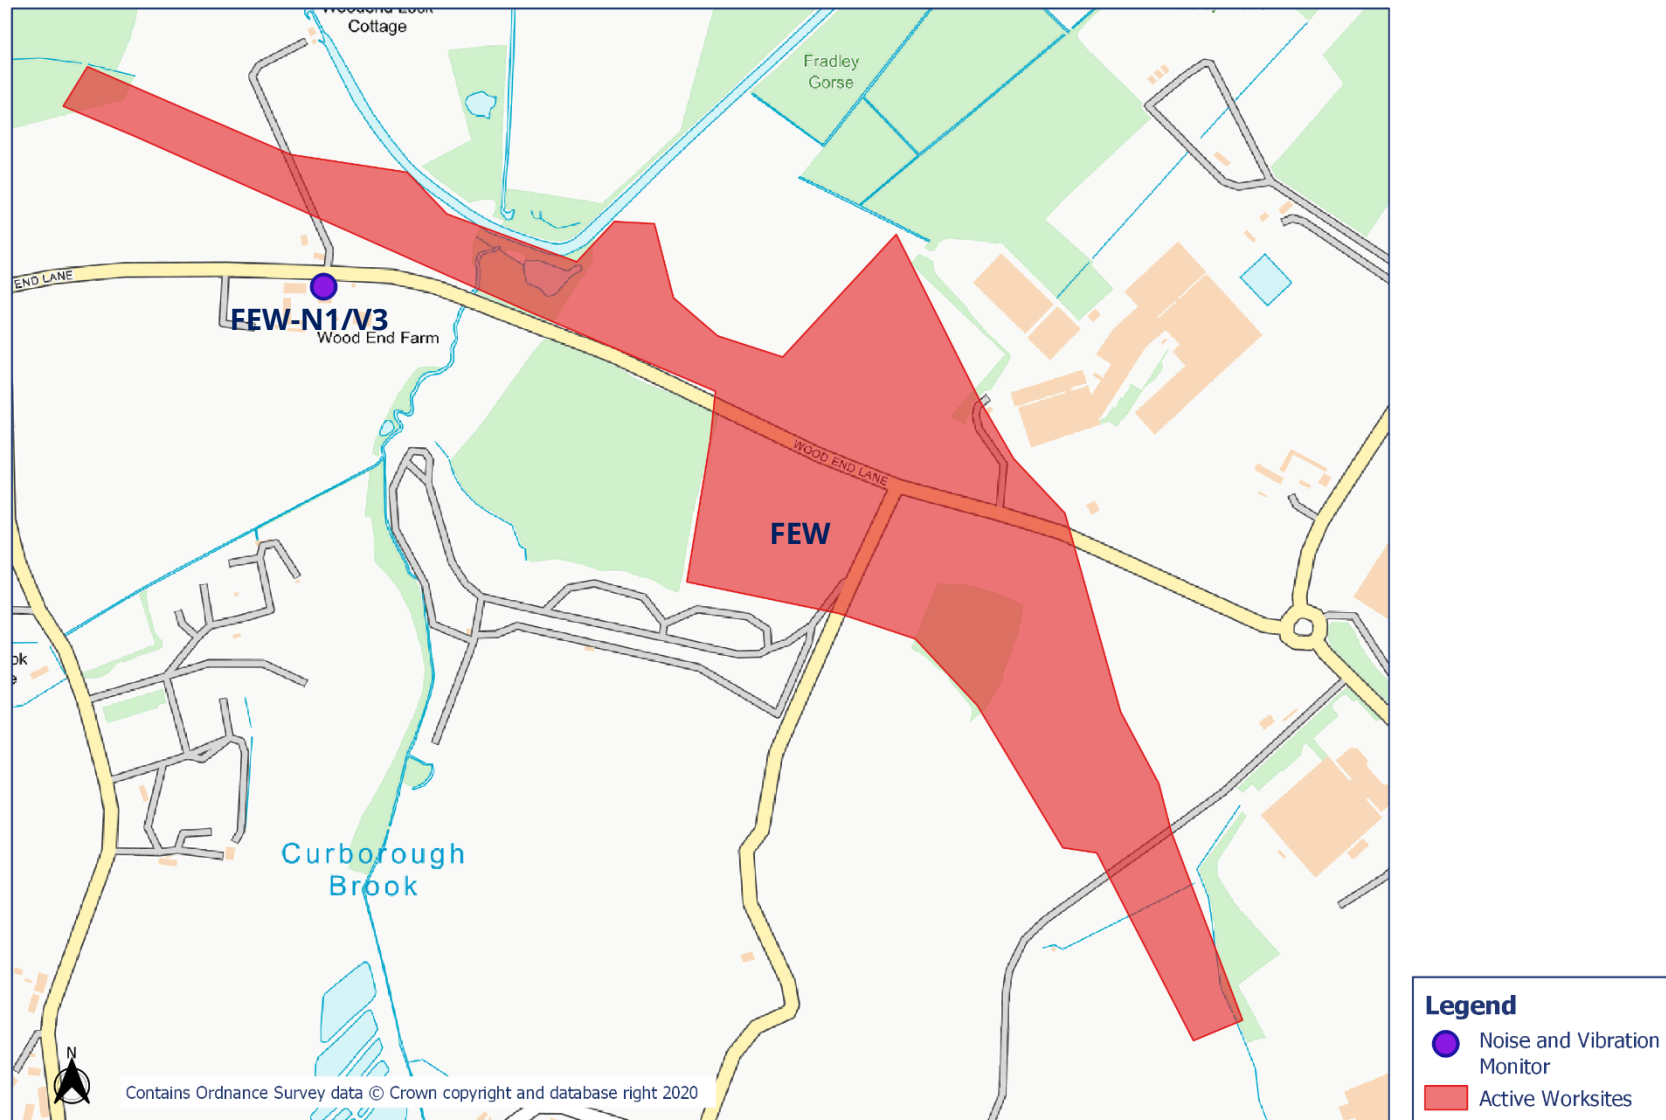 Cottage
Fradley
Gorse
END LANE
FEW-N1/V3
Wood End Farm
WOOD END LANE
FEW
Curborough
Brook
N
Contains Ordnance Survey data © Crown copyright and database right 2020
Legend
Noise and Vibration
Monitor
Active Worksites